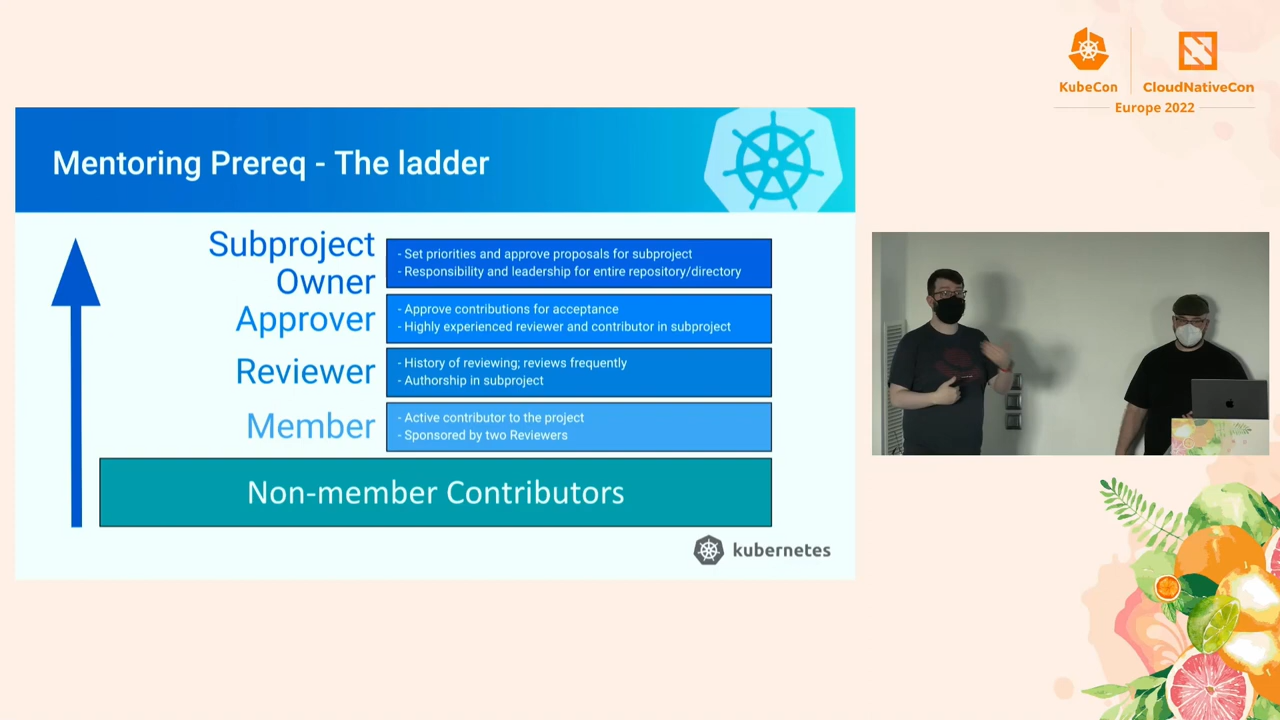 KubeCon
CloudNativeCon
Europe 2022
Mentoring Prereq - The ladder
Subproject
Owner
- Set priorities and approve proposals for subproject
- Responsibility and leadership for entire repository/directory
Approver
- Approve contributions for acceptance
- Highly experienced reviewer and contributor in subproject
Reviewer
- History of reviewing; reviews frequently
- Authorship in subproject
Member
- Active contributor to the project
- Sponsored by two Reviewers
Non-member Contributors
kubernetes